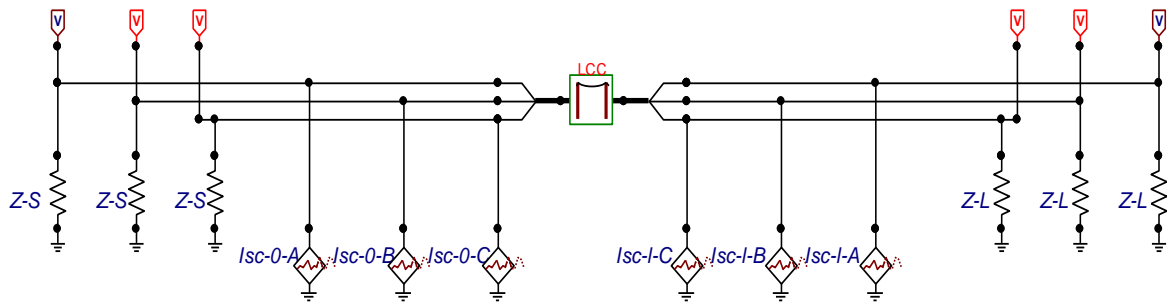 V V V V V V
LCC
Z-S Z-S Z-S Z-L Z-L Z-L
Isc-0-A Isc-0-B Isc-0-C Isc-l-C Isc-l-B Isc-l-A